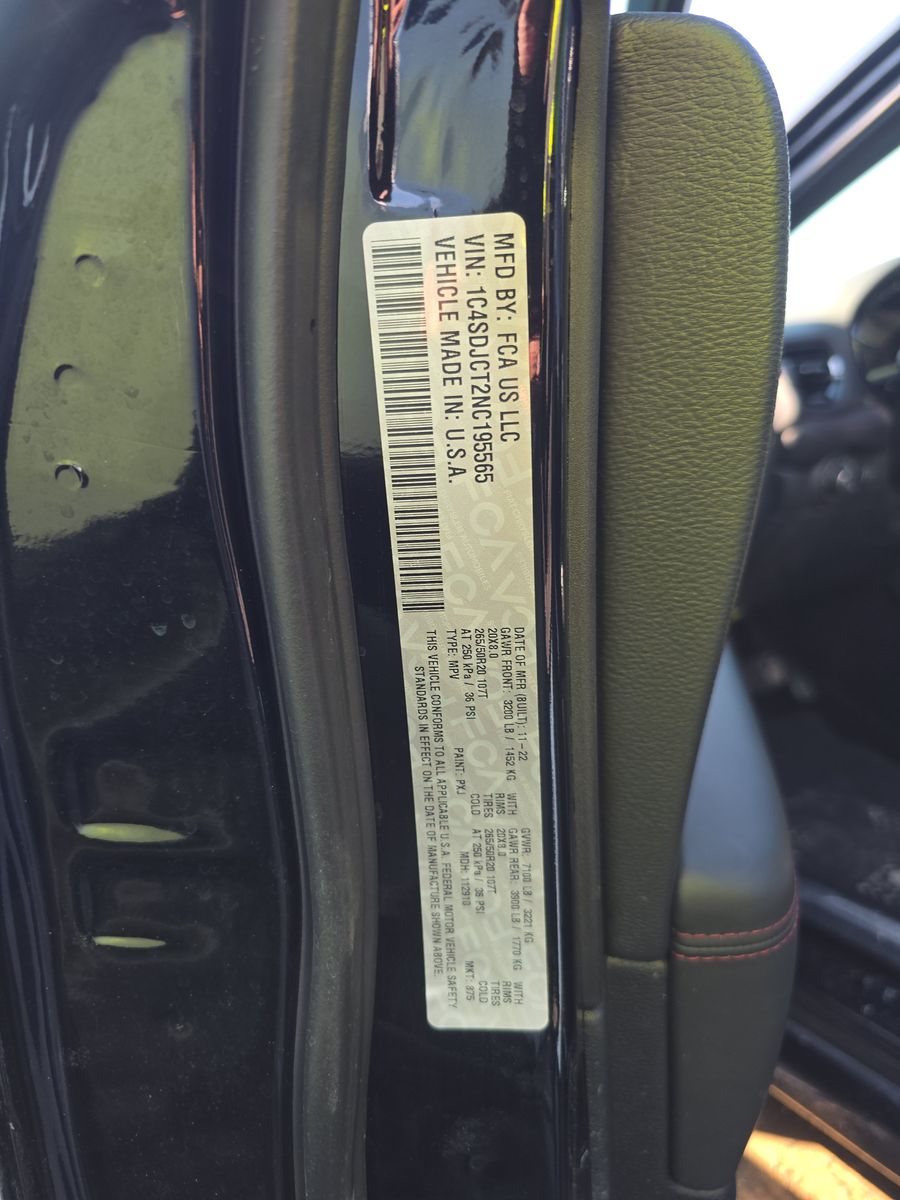 MFD BY: FCA US LLC
VIN: 1C4SDJCT2NC195565
VEHICLE MADE IN: U.S.A.
DATE OF MFR (BUILT): 11-22 GVWR: 7100 LB / 3221 KG
GAWR FRONT: 3200 LB / 1452 KG WITH GAWR REAR: 3900 LB / 1770 KG WITH
20X8.0 RIMS 20X8.0 RIMS
265/50R20 107T TIRES 265/50R20 107T TIRES
AT 250 kPa / 36 PSI COLD AT 250 kPa / 36 PSI COLD
TYPE: MPV PAINT: PXJ MDH: 112910 MKT: 875
THIS VEHICLE CONFORMS TO ALL APPLICABLE U.S.A. FEDERAL MOTOR VEHICLE SAFETY
STANDARDS IN EFFECT ON THE DATE OF MANUFACTURE SHOWN ABOVE.